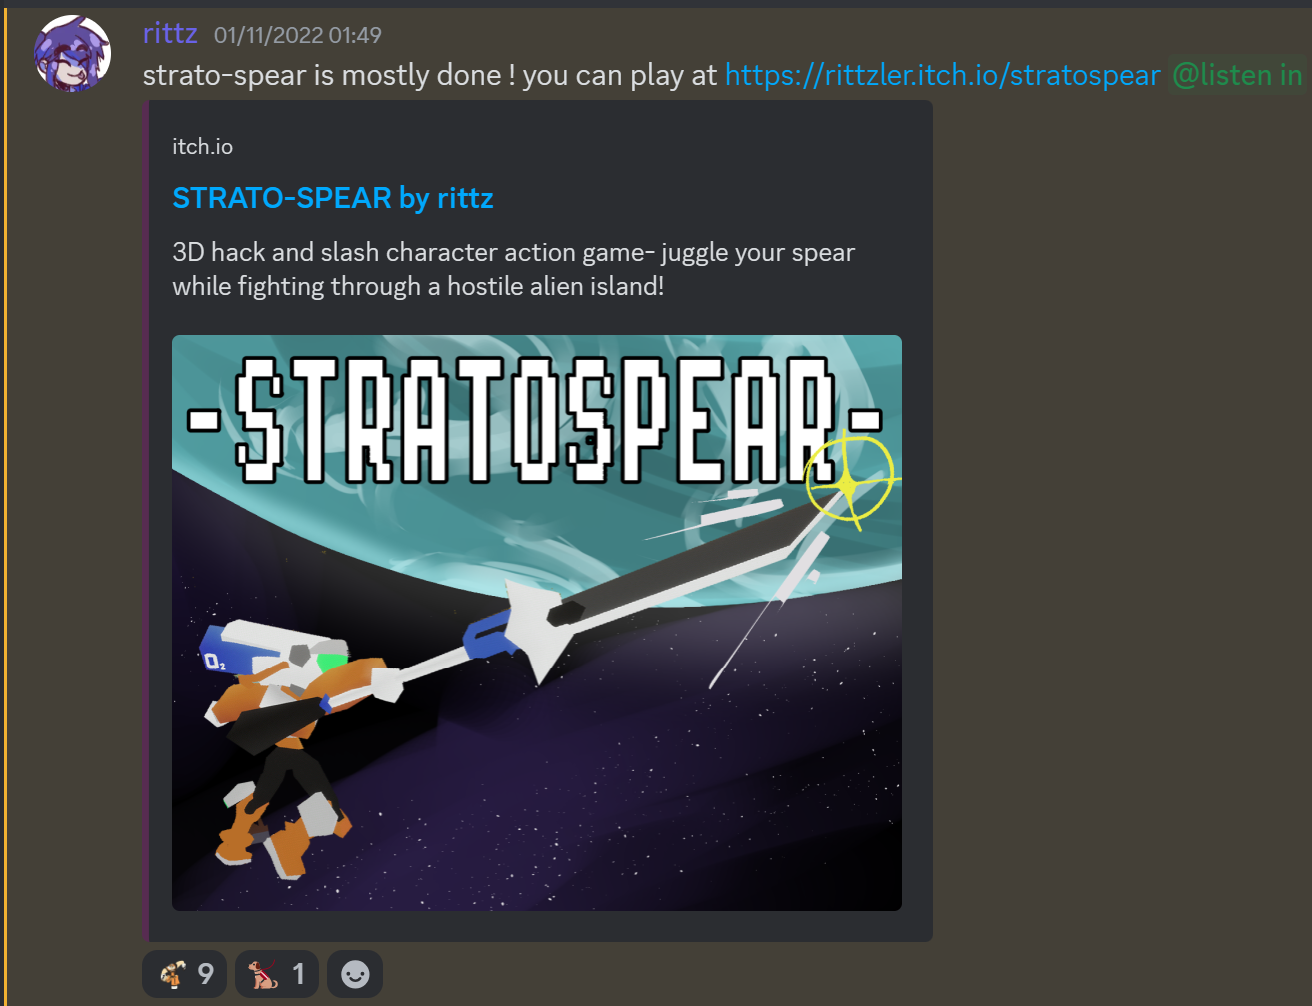 rittz 01/11/2022 01:49
strato-spear is mostly done ! you can play at https://rittzler.itch.io/stratospear @listen in
itch.io
STRATO-SPEAR by rittz
3D hack and slash character action game- juggle your spear
while fighting through a hostile alien island!
-STRATOSPEAR-
O₂
9 1